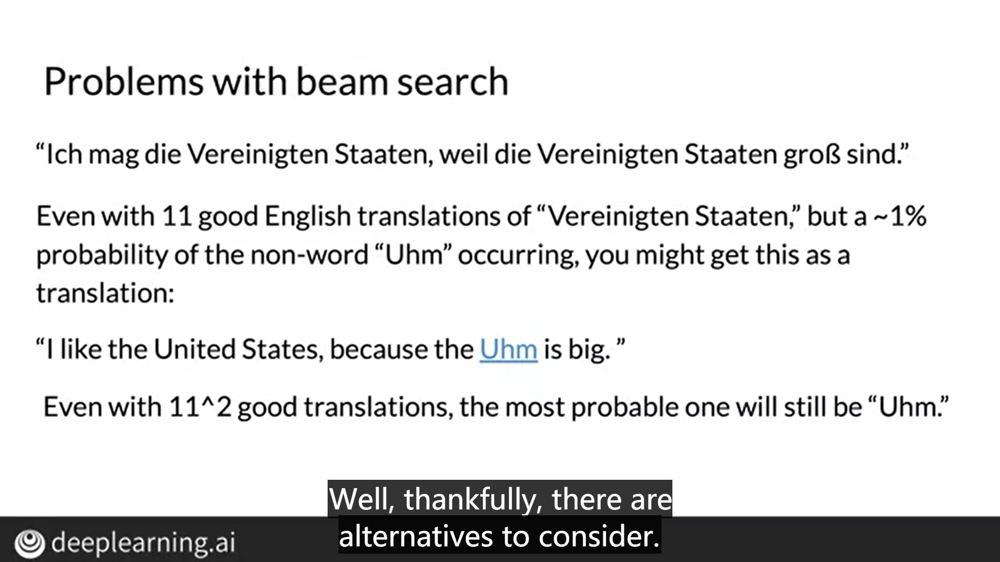 Problems with beam search
“Ich mag die Vereinigten Staaten, weil die Vereinigten Staaten groß sind.”
Even with 11 good English translations of “Vereinigten Staaten,” but a ~1%
probability of the non-word “Uhm” occurring, you might get this as a
translation:
“I like the United States, because the Uhm is big. ”
Even with 11^2 good translations, the most probable one will still be “Uhm.”
Well, thankfully, there are
alternatives to consider.
deeplearning.ai